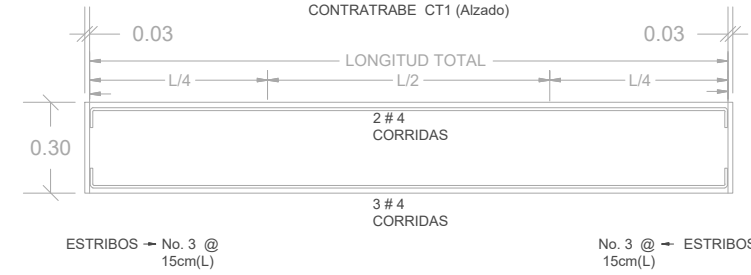 CONTRATRABE CT1 (Alzado)
0.03 0.03
LONGITUD TOTAL
L/4 L/2 L/4
2 # 4
CORRIDAS
0.30
3 # 4
CORRIDAS
ESTRIBOS No. 3 @
15cm(L)
No. 3 @ ESTRIBOS
15cm(L)